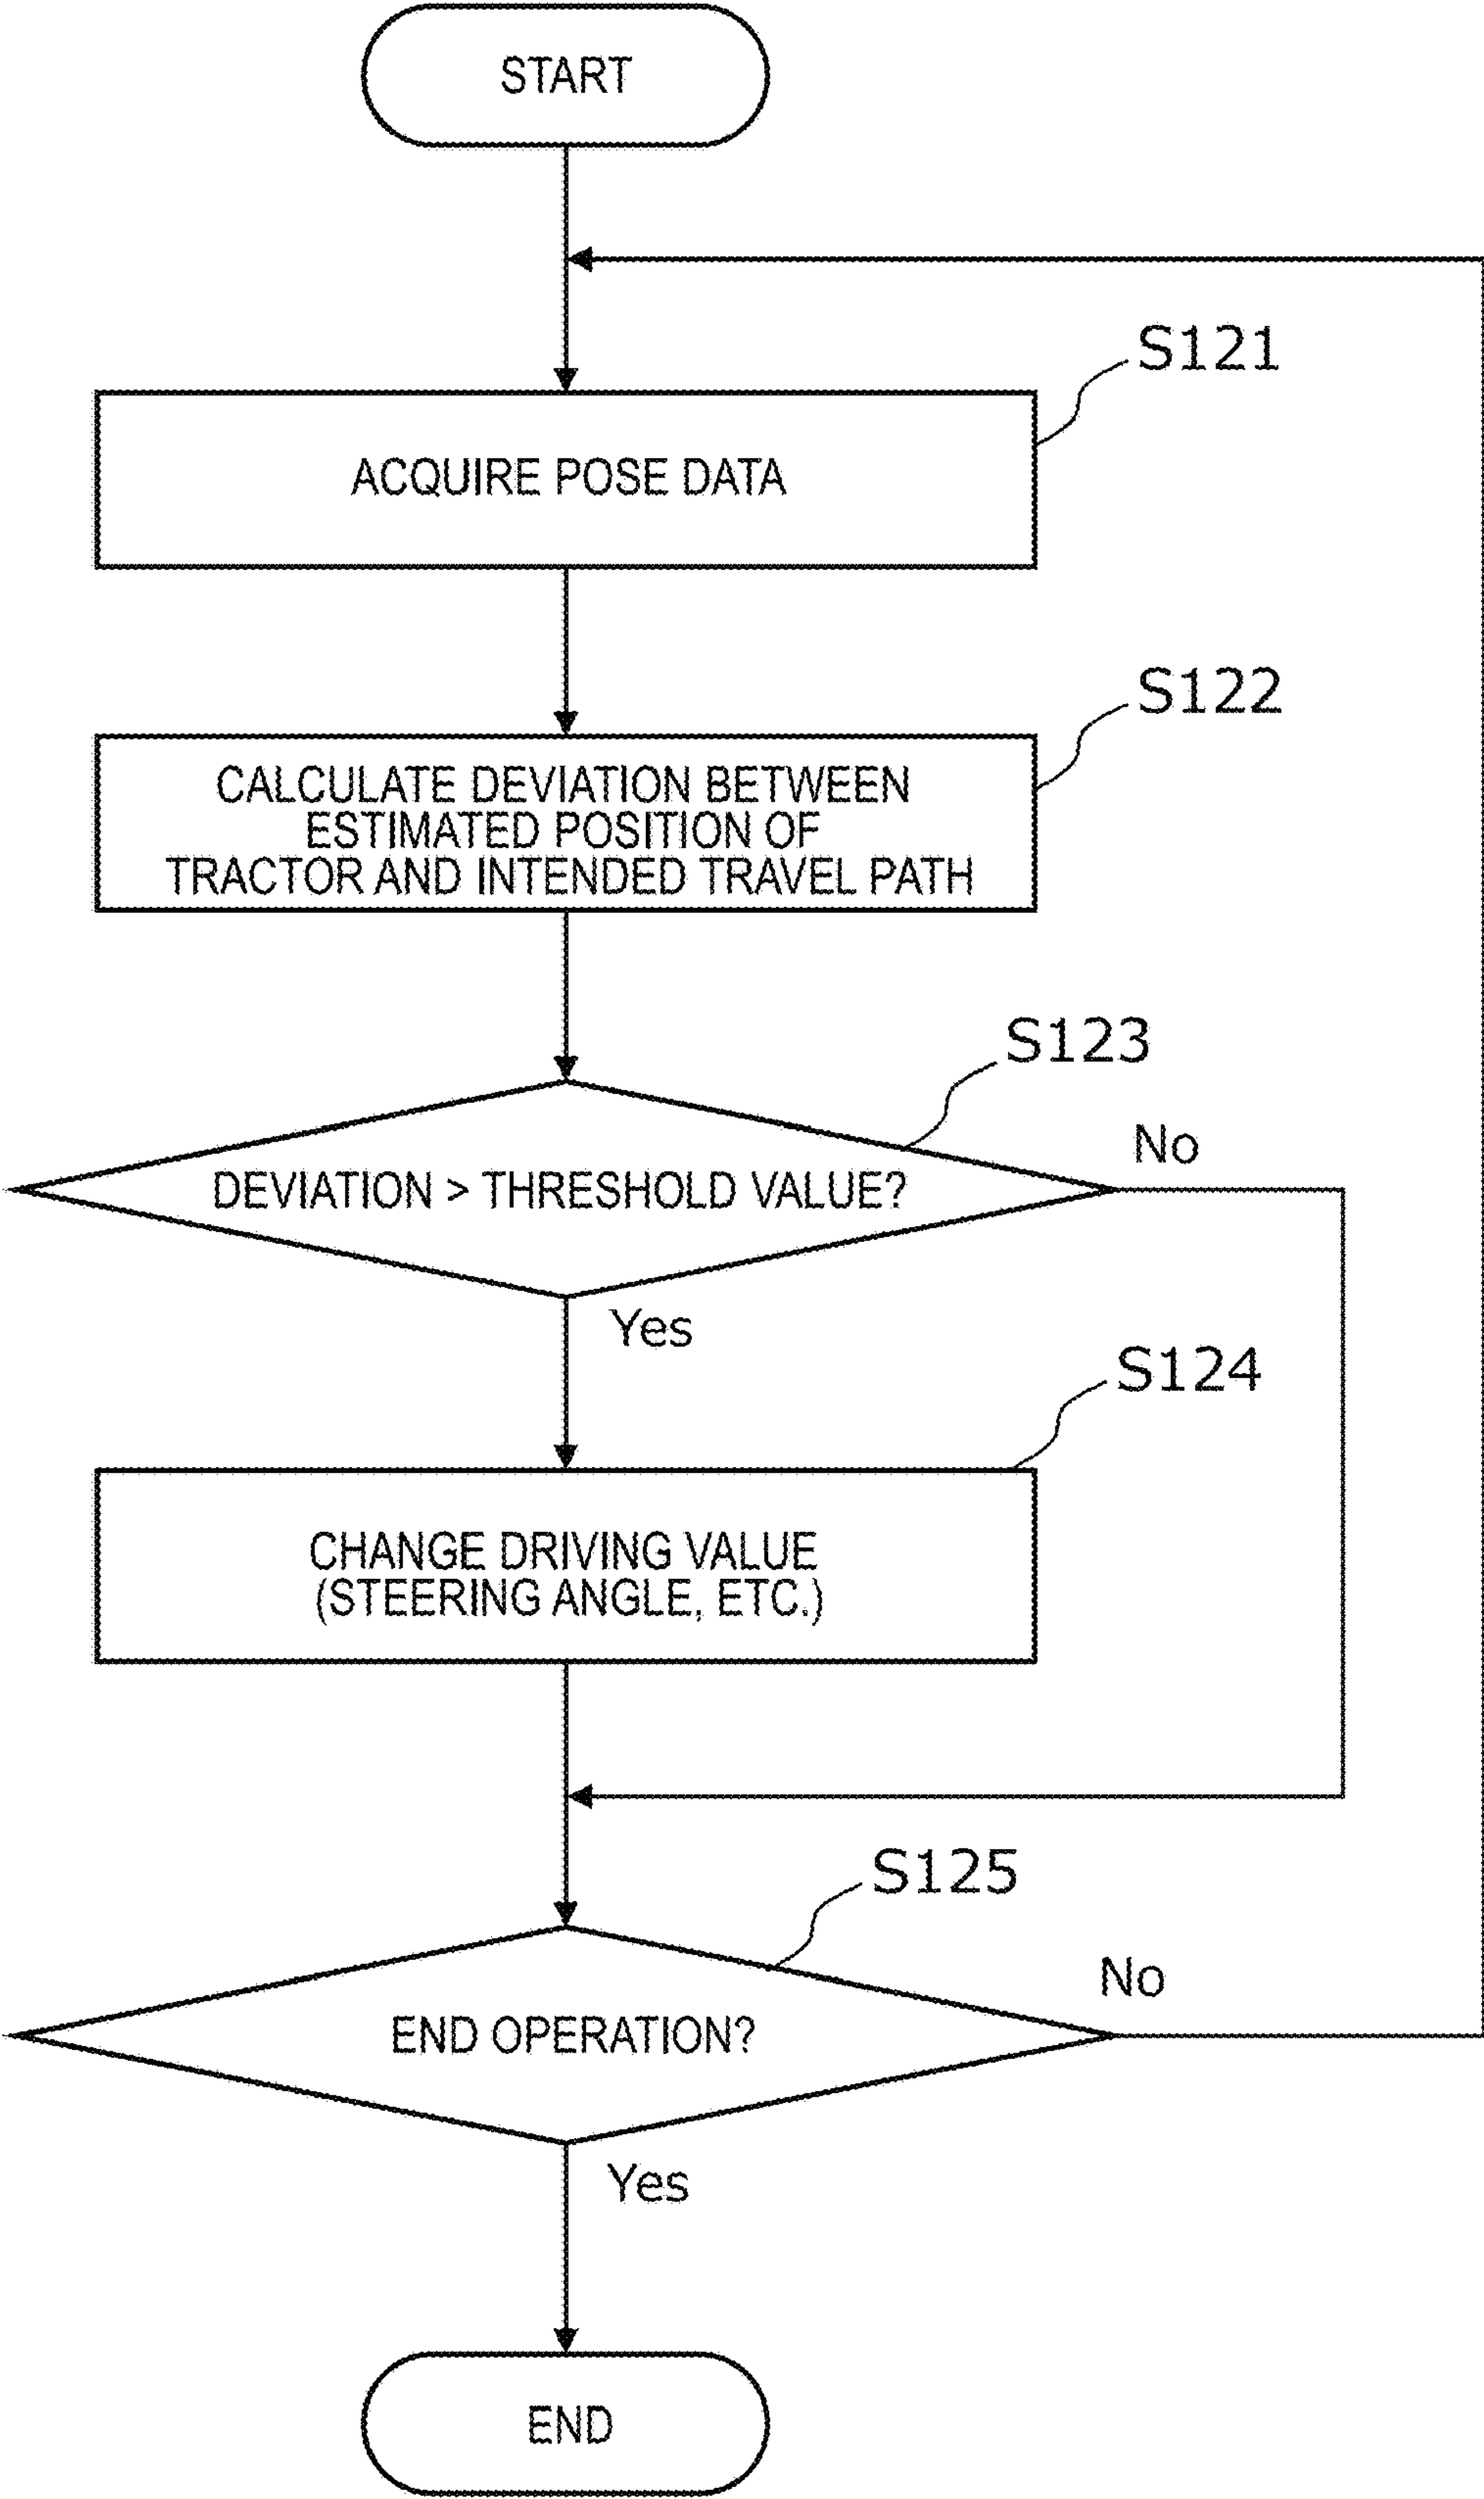 START
S121
ACQUIRE POSE DATA
S122
CALCULATE DEVIATION BETWEEN
ESTIMATED POSITION OF
TRACTOR AND INTENDED TRAVEL PATH
S123
No
DEVIATION > THRESHOLD VALUE?
Yes
S124
CHANGE DRIVING VALUE
(STEERING ANGLE, ETC.)
S125
No
END OPERATION?
Yes
END